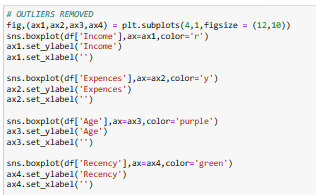 # OUTLIERS REMOVED
fig,(ax1,ax2,ax3,ax4) = plt.subplots(4,1,figsize = (12,10))
sns.boxplot(df['Income'],ax=ax1,color='r')
ax1.set_ylabel('Income')
ax1.set_xlabel('')
sns.boxplot(df['Expences'],ax=ax2,color='y')
ax2.set_ylabel('Expences')
ax2.set_xlabel('')
sns.boxplot(df['Age'],ax=ax3,color='purple')
ax3.set_ylabel('Age')
ax3.set_xlabel('')
sns.boxplot(df['Recency'],ax=ax4,color='green')
ax4.set_ylabel('Recency')
ax4.set_xlabel('')